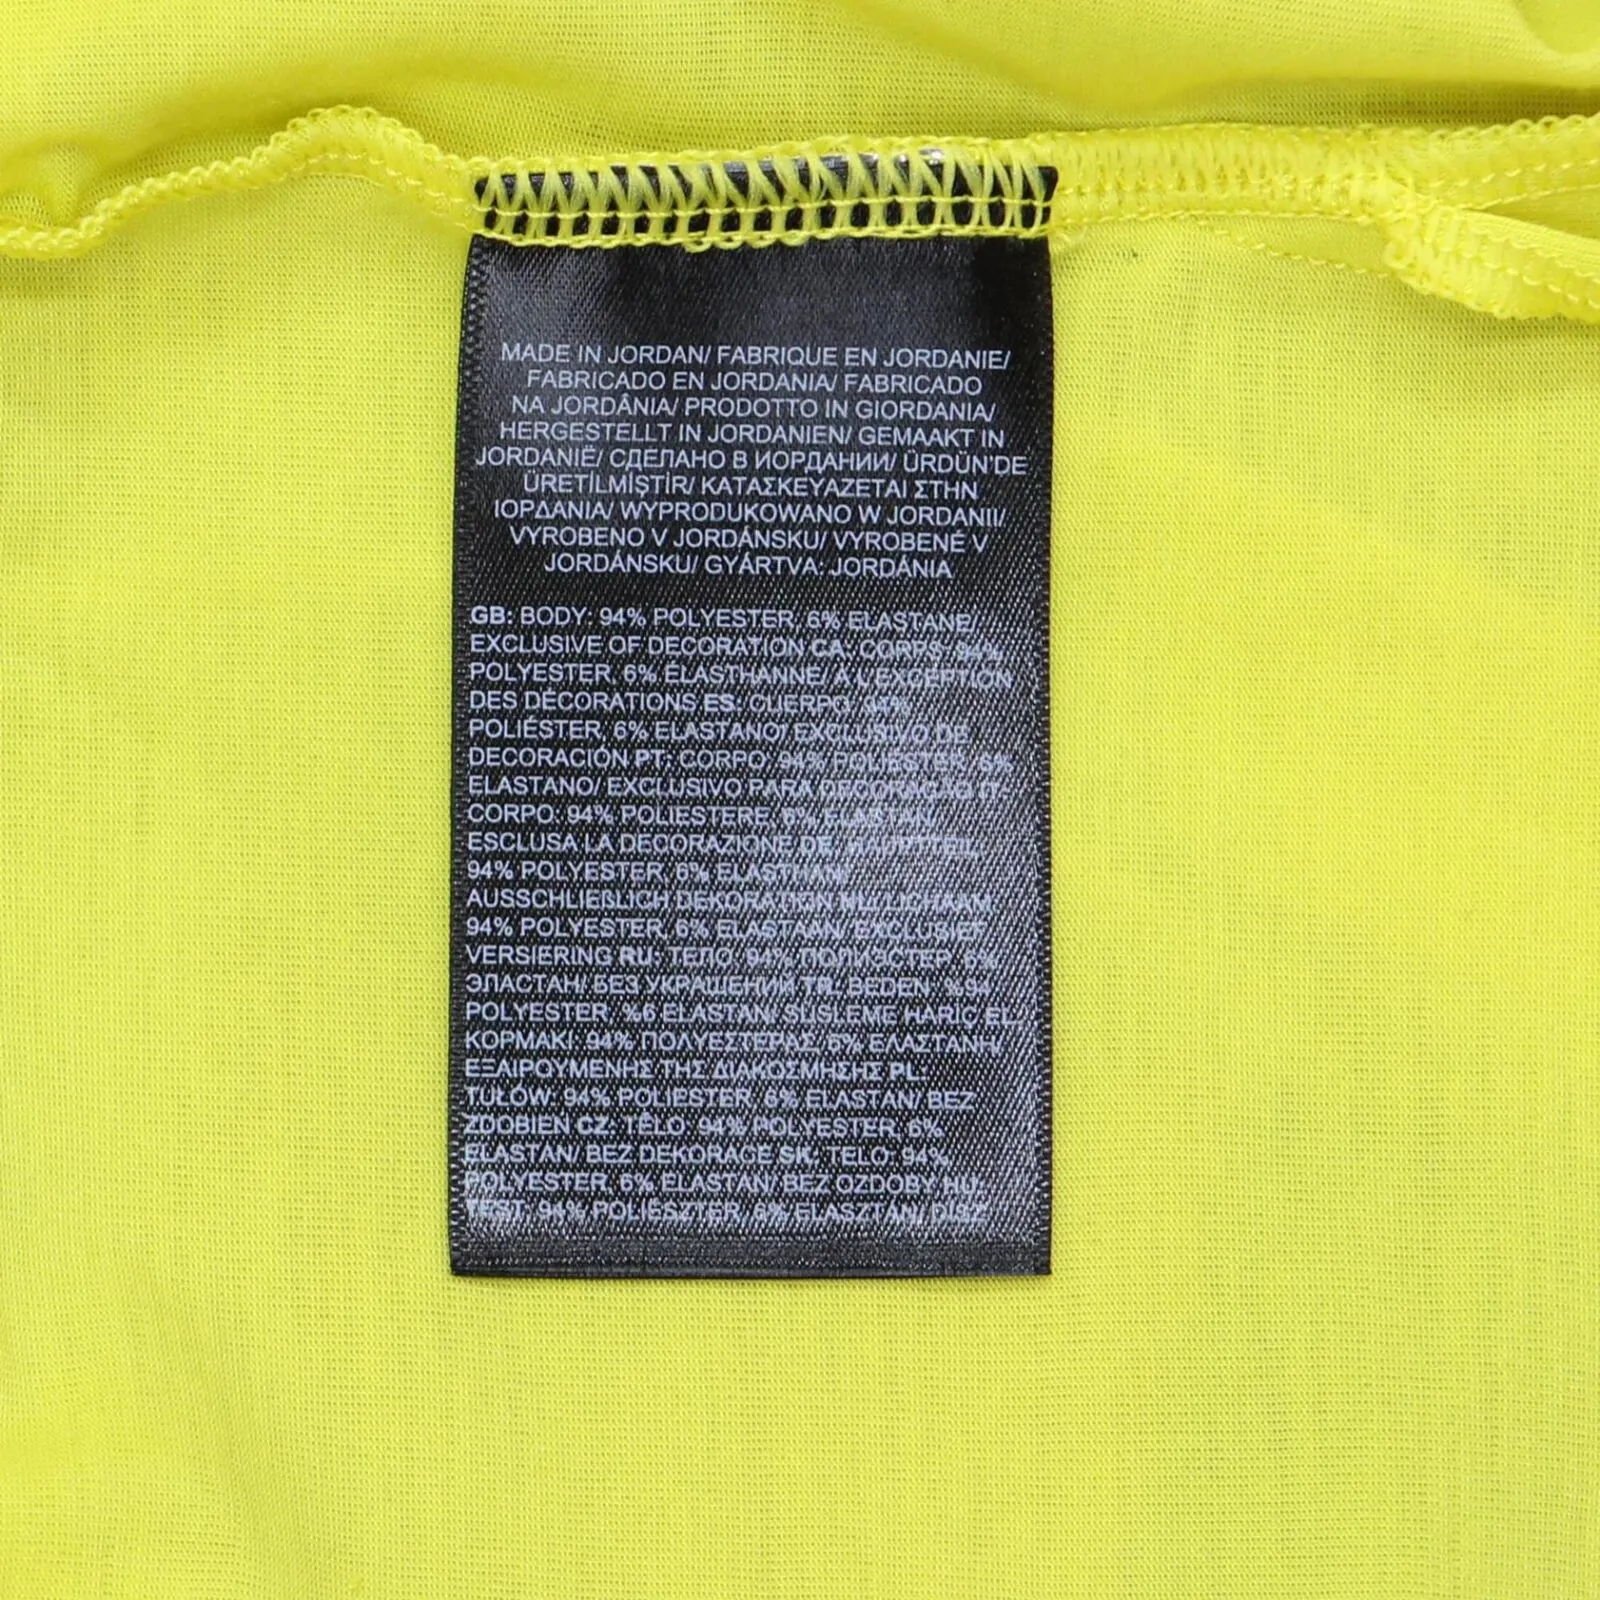 MADE IN JORDAN/ FABRIQUE EN JORDANIE/
FABRICADO EN JORDANIA/ FABRICADO
NA JORDÂNIA/ PRODOTTO IN GIORDANIA/
HERGESTELLT IN JORDANIEN/ GEMAAKT IN
JORDANIË/ СДЕЛАНО В ИОРДАНИИ/ ÜRDÜN'DE
ÜRETİLMİŞTİR/ ΚΑΤΑΣΚΕΥΑΖΕΤΑΙ ΣΤΗΝ
ΙΟΡΔΑΝΙΑ/ WYPRODUKOWANO W JORDANII/
VYROBENO V JORDÁNSKU/ VYROBENÉ V
JORDÁNSKU/ GYÁRTVA: JORDÁNIA
GB: BODY: 94% POLYESTER, 6% ELASTANE/
EXCLUSIVE OF DECORATION CA: CORPS: 94%
POLYESTER, 6% ELASTHANNE/ À L'EXCEPTION
DES DÉCORATIONS ES: CUERPO: 94%
POLIÉSTER, 6% ELASTANO/ EXCLUSIVO DE
DECORACIÓN PT: CORPO: 94% POLIÉSTER, 6%
ELASTANO/ EXCLUSIVO PARA DECORAÇÃO IT:
CORPO: 94% POLIESTERE, 6% ELASTAN/
ESCLUSA LA DECORAZIONE DE:
94% POLYESTER, 6% ELASTHAN/
AUSSCHLIEßLICH DEKORATION NL: LICHAAM:
94% POLYESTER, 6% ELASTAAN/ EXCLUSIEF
VERSIERING RU: ТЕЛО: 94% ПОЛИЭСТЕР, 6%
ЭЛАСТАН/ БЕЗ УКРАШЕНИЙ TR: BEDEN: %94
POLYESTER, %6 ELASTAN/ SÜSLEME HARİÇ EL:
ΚΟΡΜΑΚΙ: 94% ΠΟΛΥΕΣΤΕΡΑΣ, 6% ΕΛΑΣΤΑΝΗ/
ΕΞΑΙΡΟΥΜΕΝΗΣ ΤΗΣ ΔΙΑΚΟΣΜΗΣΗΣ PL:
TUŁÓW: 94% POLIESTER, 6% ELASTAN/ BEZ
ZDOBIEŃ CZ: TĚLO: 94% POLYESTER, 6%
ELASTAN/ BEZ DEKORACE SK: TELO: 94%
POLYESTER, 6% ELASTAN/ BEZ OZDOBY HU:
TEST: 94% POLIÉSZTER, 6% ELASZTÁN/ DÍSZ